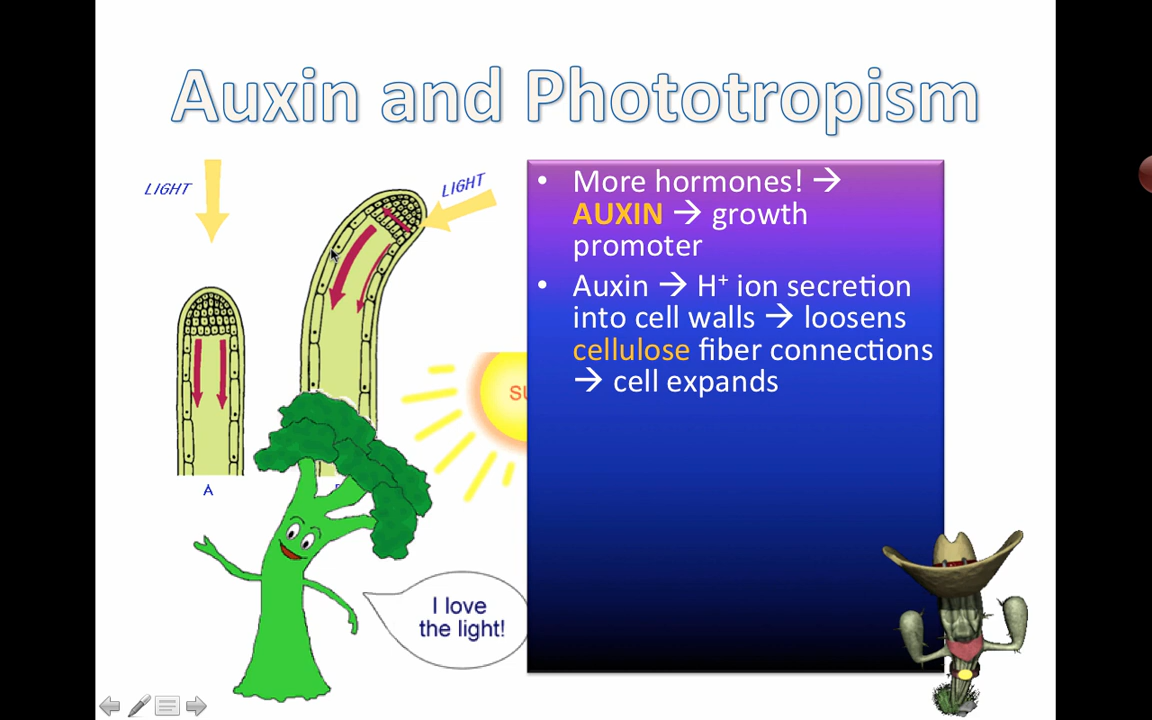 Auxin and Phototropism
LIGHT
LIGHT
A
• More hormones! →
AUXIN → growth
promoter
• Auxin → H⁺ ion secretion
into cell walls → loosens
cellulose fiber connections
→ cell expands
I love
the light!